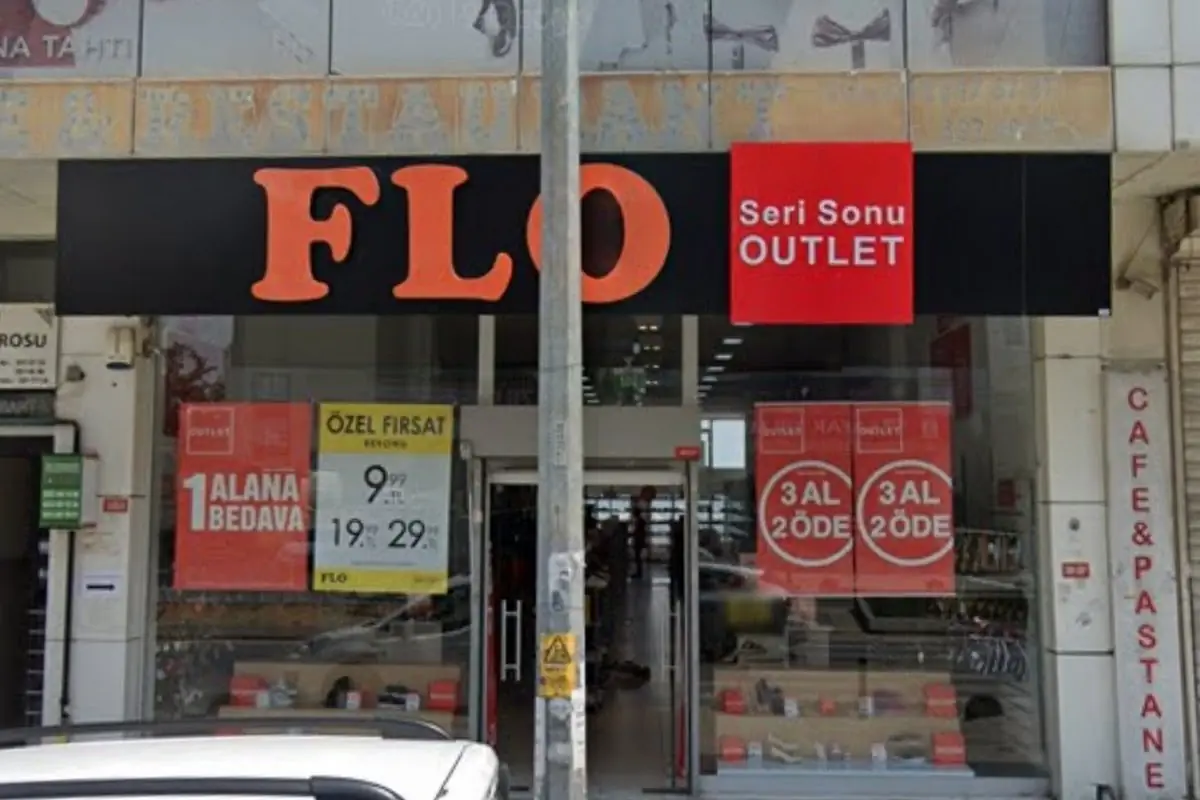 NA TAHTI
E & RESTAURANT
FLO
Seri Sonu
OUTLET
ROSU
OUTLET
1 ALANA
BEDAVA
ÖZEL FIRSAT
9.99
19.99 29.99
FLO
OUTLET
OUTLET
3 AL
2 ÖDE
3 AL
2 ÖDE
CAFE&PASTANE